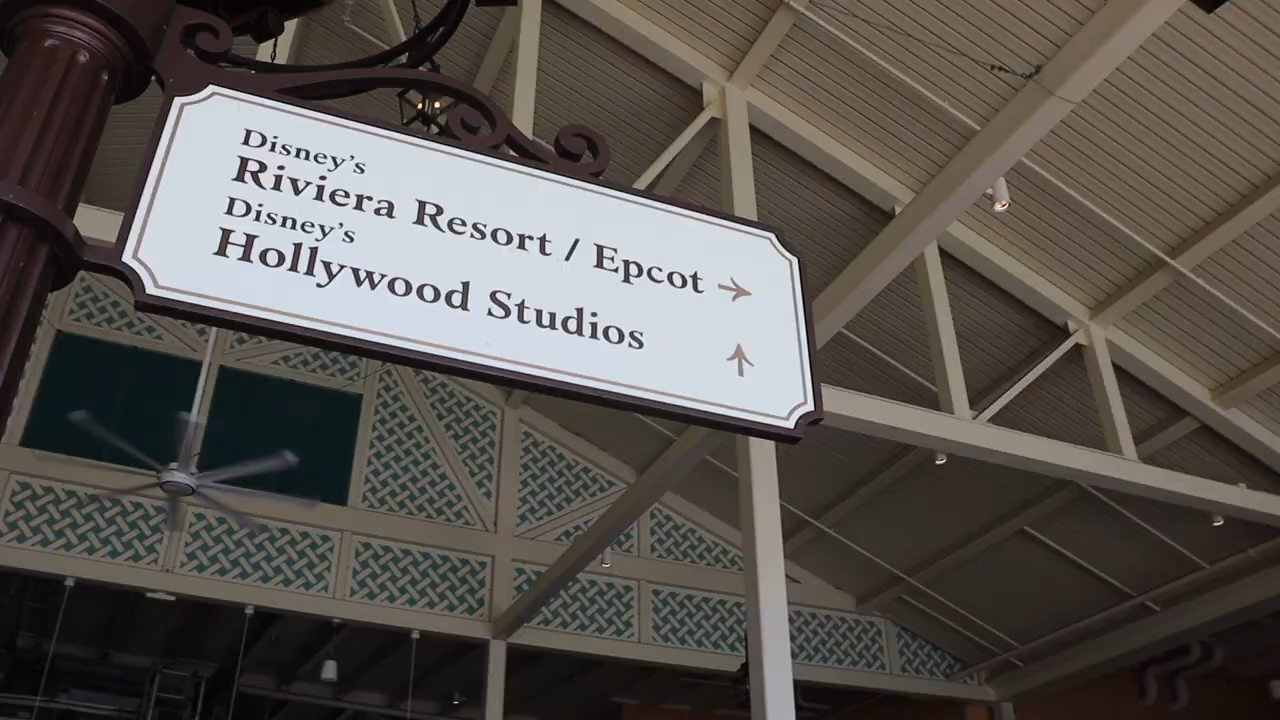 Disney's
Riviera Resort / Epcot →
Disney's
Hollywood Studios ↑